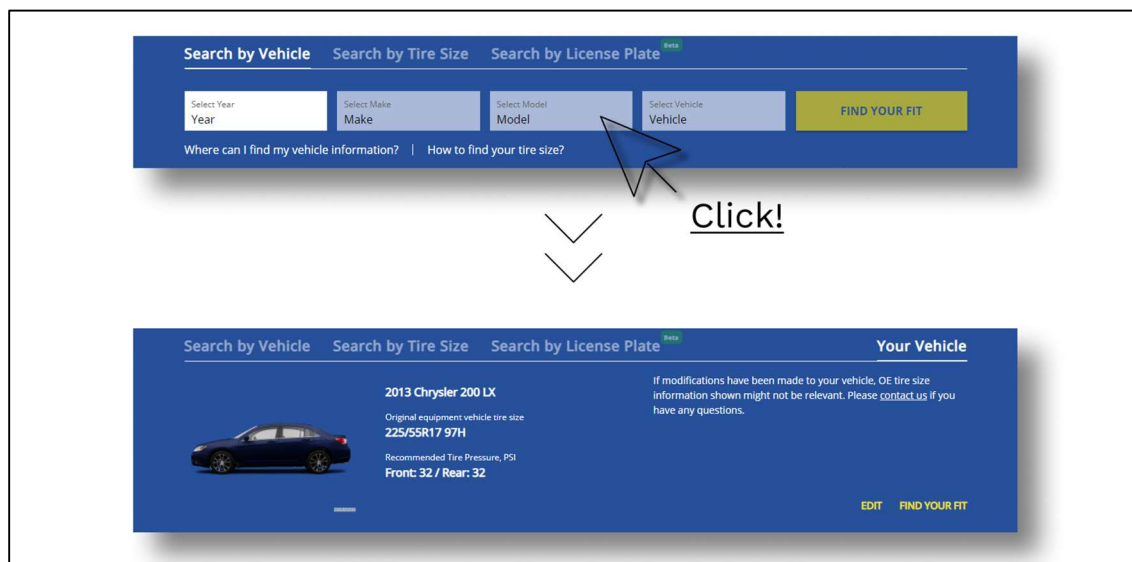 Search by Vehicle Search by Tire Size Search by License Plate Beta
Select Year Select Make Select Model Select Vehicle
Year Make Model Vehicle FIND YOUR FIT
Where can I find my vehicle information? | How to find your tire size?
Click!
Search by Vehicle Search by Tire Size Search by License Plate Beta Your Vehicle
2013 Chrysler 200 LX
Original equipment vehicle tire size
225/55R17 97H
Recommended Tire Pressure, PSI
Front: 32 / Rear: 32
If modifications have been made to your vehicle, OE tire size
information shown might not be relevant. Please contact us if you
have any questions.
EDIT FIND YOUR FIT